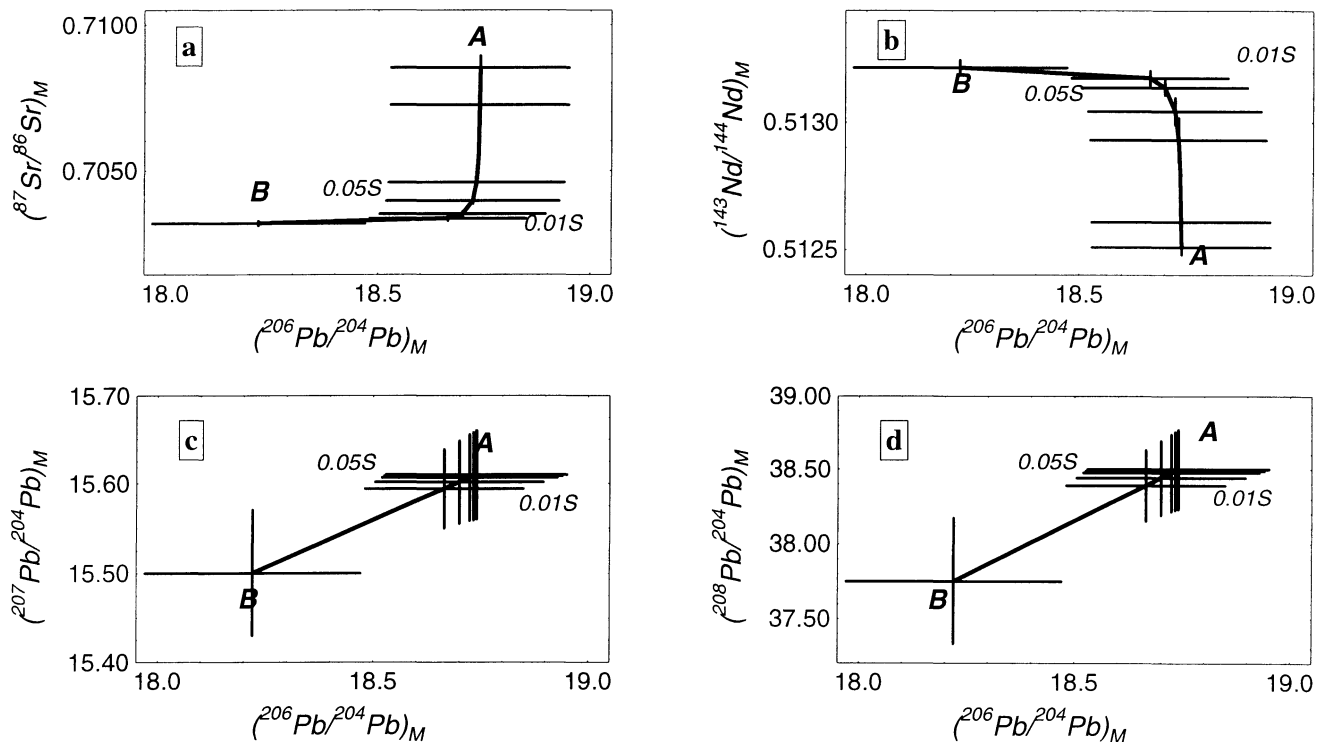 a
0.7100
0.7050
(⁸⁷Sr/⁸⁶Sr)M
A
B
0.05S
0.01S
18.0 18.5 19.0
(²⁰⁶Pb/²⁰⁴Pb)M
b
0.5130
0.5125
(¹⁴³Nd/¹⁴⁴Nd)M
0.01S
B
0.05S
A
18.0 18.5 19.0
(²⁰⁶Pb/²⁰⁴Pb)M
c
15.70
15.60
15.50
15.40
(²⁰⁷Pb/²⁰⁴Pb)M
A
0.05S
0.01S
B
18.0 18.5 19.0
(²⁰⁶Pb/²⁰⁴Pb)M
d
39.00
38.50
38.00
37.50
(²⁰⁸Pb/²⁰⁴Pb)M
A
0.05S
0.01S
B
18.0 18.5 19.0
(²⁰⁶Pb/²⁰⁴Pb)M